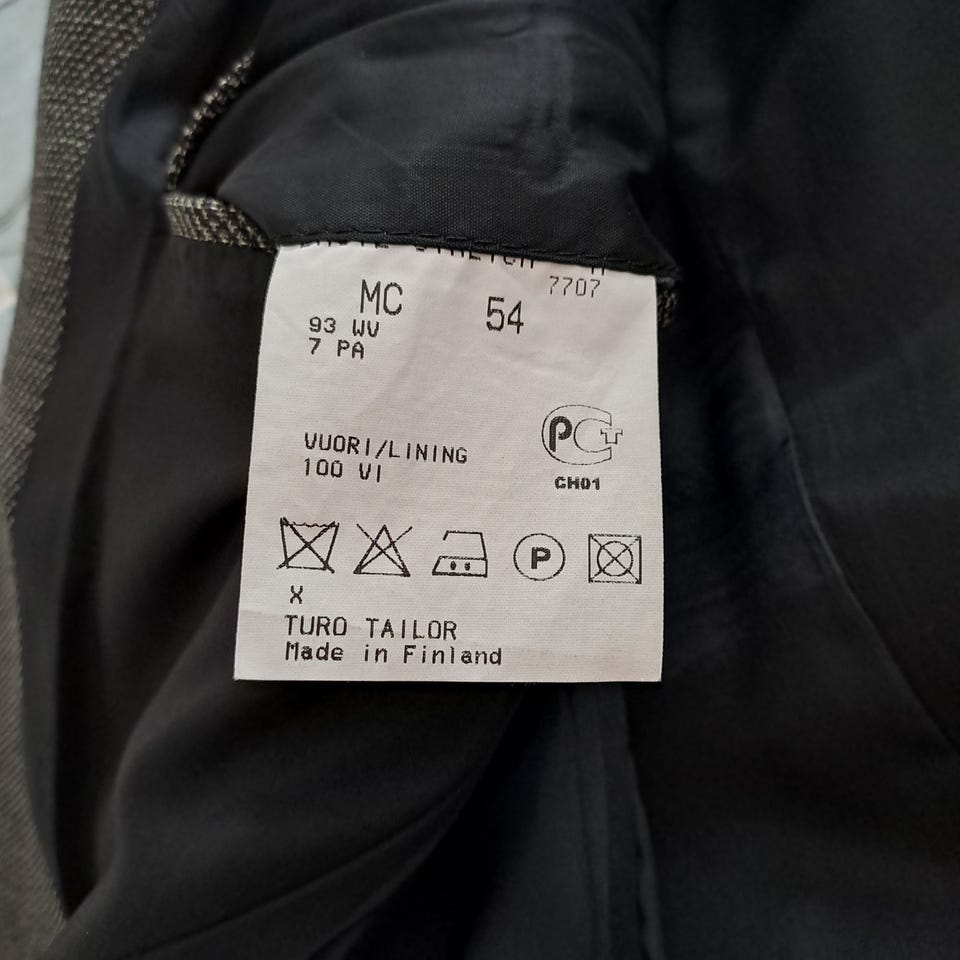 7707
MC 54
93 WV
7 PA
VUORI/LINING
100 VI
PCT
CH01
P
X
TURO TAILOR
Made in Finland